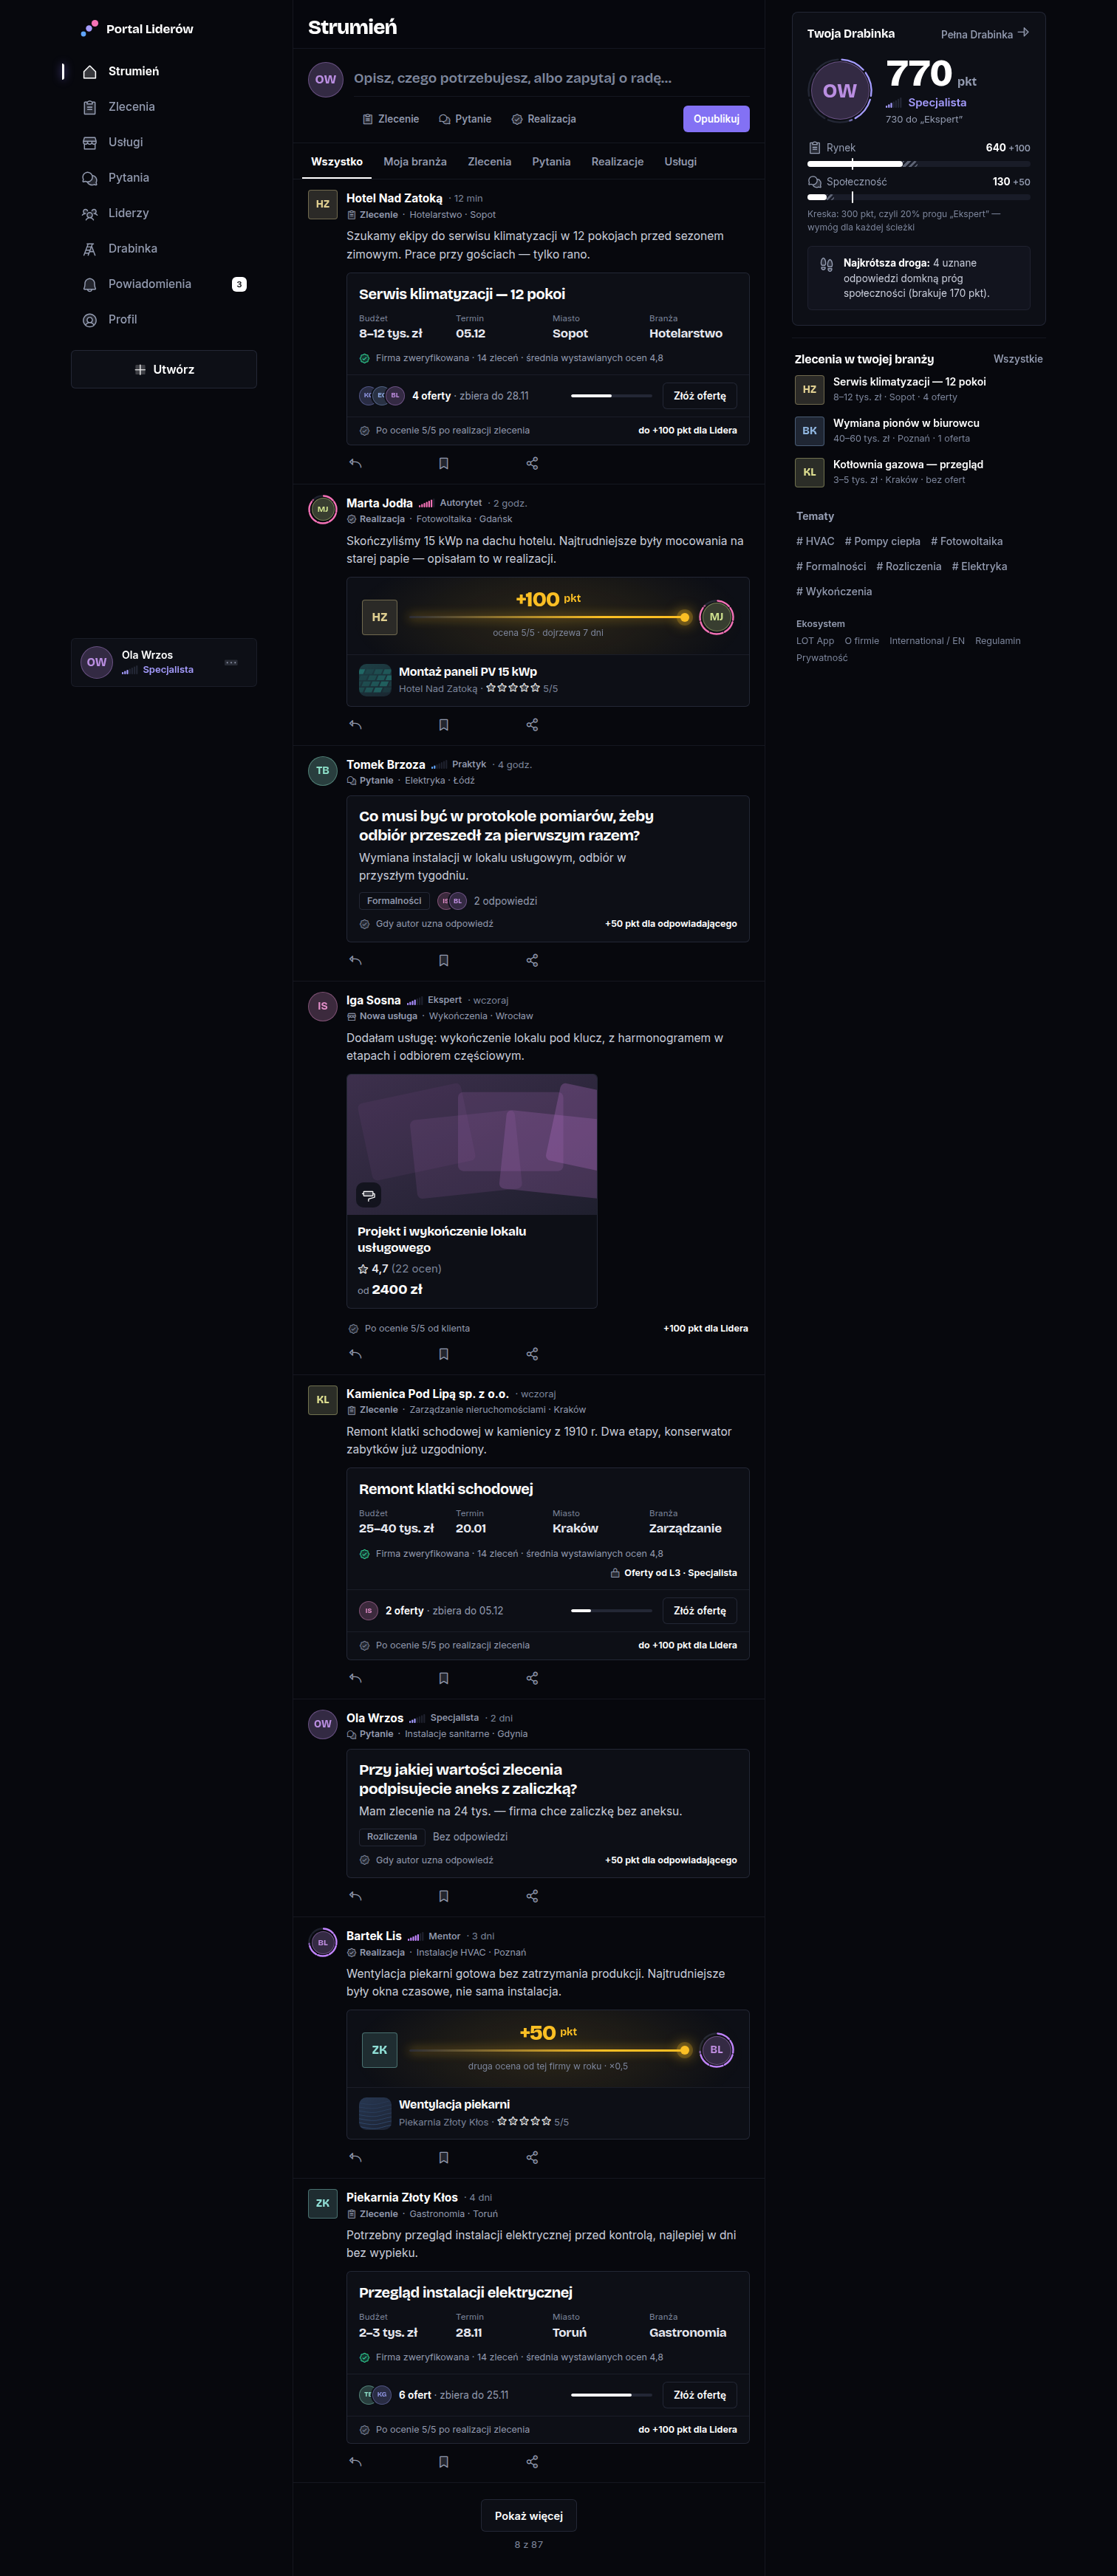 Portal Liderów
Strumień
Zlecenia
Usługi
Pytania
Liderzy
Drabinka
Powiadomienia
3
Profil
Utwórz
OW
Ola Wrzos
Specjalista
Strumień
OW
Opisz, czego potrzebujesz, albo zapytaj o radę...
Zlecenie
Pytanie
Realizacja
Opublikuj
Wszystko
Moja branża
Zlecenia
Pytania
Realizacje
Usługi
HZ
Hotel Nad Zatoką · 12 min
Zlecenie · Hotelarstwo · Sopot
Szukamy ekipy do serwisu klimatyzacji w 12 pokojach przed sezonem
zimowym. Prace przy gościach — tylko rano.
Serwis klimatyzacji — 12 pokoi
Budżet Termin Miasto Branża
8–12 tys. zł 05.12 Sopot Hotelarstwo
Firma zweryfikowana · 14 zleceń · średnia wystawianych ocen 4,8
BL
4 oferty · zbiera do 28.11
Złóż ofertę
Po ocenie 5/5 po realizacji zlecenia
do +100 pkt dla Lidera
MJ
Marta Jodła Autorytet · 2 godz.
Realizacja · Fotowoltaika · Gdańsk
Skończyliśmy 15 kWp na dachu hotelu. Najtrudniejsze były mocowania na
starej papie — opisałam to w realizacji.
HZ
+100 pkt
ocena 5/5 · dojrzewa 7 dni
MJ
Montaż paneli PV 15 kWp
Hotel Nad Zatoką · 5/5
TB
Tomek Brzoza Praktyk · 4 godz.
Pytanie · Elektryka · Łódź
Co musi być w protokole pomiarów, żeby
odbiór przeszedł za pierwszym razem?
Wymiana instalacji w lokalu usługowym, odbiór w
przyszłym tygodniu.
Formalności
BL
2 odpowiedzi
Gdy autor uzna odpowiedź
+50 pkt dla odpowiadającego
IS
Iga Sosna Ekspert · wczoraj
Nowa usługa · Wykończenia · Wrocław
Dodałam usługę: wykończenie lokalu pod klucz, z harmonogramem w
etapach i odbiorem częściowym.
Projekt i wykończenie lokalu
usługowego
4,7 (22 ocen)
od 2400 zł
Po ocenie 5/5 od klienta
+100 pkt dla Lidera
KL
Kamienica Pod Lipą sp. z o.o. · wczoraj
Zlecenie · Zarządzanie nieruchomościami · Kraków
Remont klatki schodowej w kamienicy z 1910 r. Dwa etapy, konserwator
zabytków już uzgodniony.
Remont klatki schodowej
Budżet Termin Miasto Branża
25–40 tys. zł 20.01 Kraków Zarządzanie
Firma zweryfikowana · 14 zleceń · średnia wystawianych ocen 4,8
Oferty od L3 · Specjalista
IS
2 oferty · zbiera do 05.12
Złóż ofertę
Po ocenie 5/5 po realizacji zlecenia
do +100 pkt dla Lidera
OW
Ola Wrzos Specjalista · 2 dni
Pytanie · Instalacje sanitarne · Gdynia
Przy jakiej wartości zlecenia
podpisujecie aneks z zaliczką?
Mam zlecenie na 24 tys. — firma chce zaliczkę bez aneksu.
Rozliczenia
Bez odpowiedzi
Gdy autor uzna odpowiedź
+50 pkt dla odpowiadającego
BL
Bartek Lis Mentor · 3 dni
Realizacja · Instalacje HVAC · Poznań
Wentylacja piekarni gotowa bez zatrzymania produkcji. Najtrudniejsze
były okna czasowe, nie sama instalacja.
ZK
+50 pkt
druga ocena od tej firmy w roku · ×0,5
BL
Wentylacja piekarni
Piekarnia Złoty Kłos · 5/5
ZK
Piekarnia Złoty Kłos · 4 dni
Zlecenie · Gastronomia · Toruń
Potrzebny przegląd instalacji elektrycznej przed kontrolą, najlepiej w dni
bez wypieku.
Przegląd instalacji elektrycznej
Budżet Termin Miasto Branża
2–3 tys. zł 28.11 Toruń Gastronomia
Firma zweryfikowana · 14 zleceń · średnia wystawianych ocen 4,8
KG
6 ofert · zbiera do 25.11
Złóż ofertę
Po ocenie 5/5 po realizacji zlecenia
do +100 pkt dla Lidera
Pokaż więcej
8 z 87
Twoja Drabinka
Pełna Drabinka
OW
770 pkt
Specjalista
730 do „Ekspert”
Rynek 640 +100
Społeczność 130 +50
Kreska: 300 pkt, czyli 20% progu „Ekspert” —
wymóg dla każdej ścieżki
Najkrótsza droga: 4 uznane
odpowiedzi domkną próg
społeczności (brakuje 170 pkt).
Zlecenia w twojej branży
Wszystkie
HZ
Serwis klimatyzacji — 12 pokoi
8–12 tys. zł · Sopot · 4 oferty
BK
Wymiana pionów w biurowcu
40–60 tys. zł · Poznań · 1 oferta
KL
Kotłownia gazowa — przegląd
3–5 tys. zł · Kraków · bez ofert
Tematy
# HVAC # Pompy ciepła # Fotowoltaika
# Formalności # Rozliczenia # Elektryka
# Wykończenia
Ekosystem
LOT App O firmie International / EN Regulamin
Prywatność